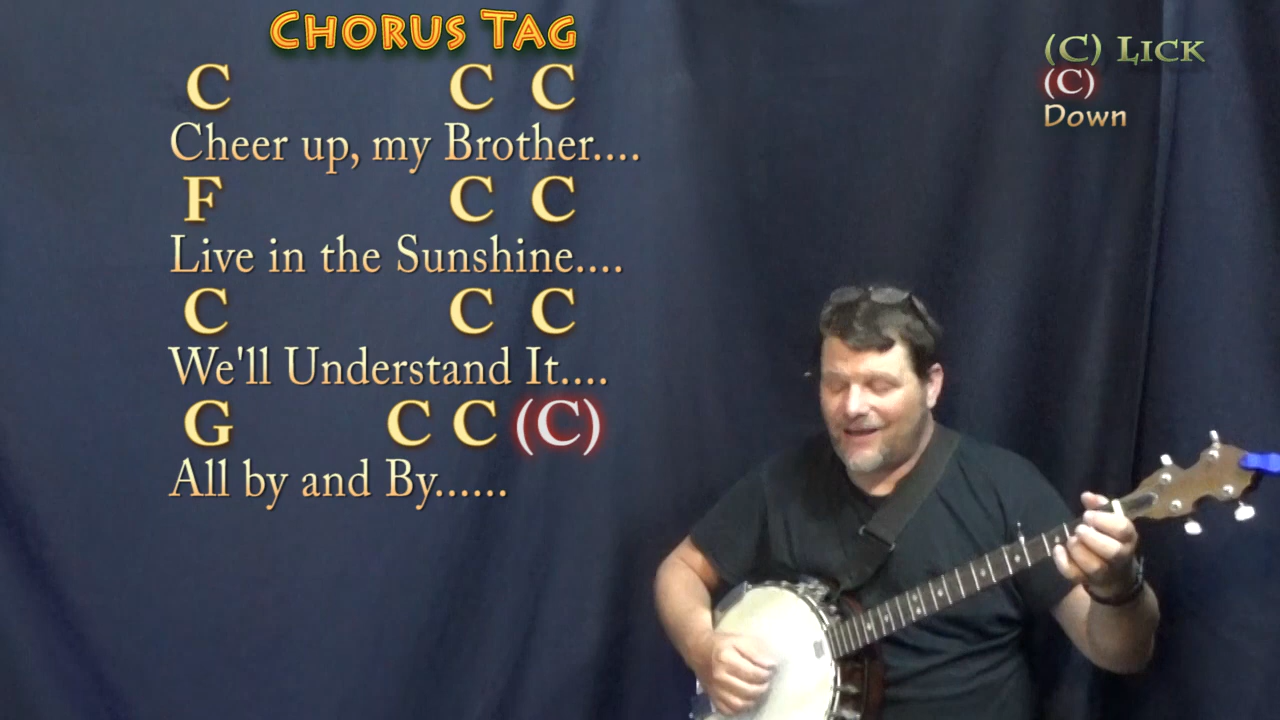 CHORUS TAG
C C C
Cheer up, my Brother....
F C C
Live in the Sunshine....
C C C
We'll Understand It....
G C C (C)
All by and By......
(C) LICK
(C)
Down